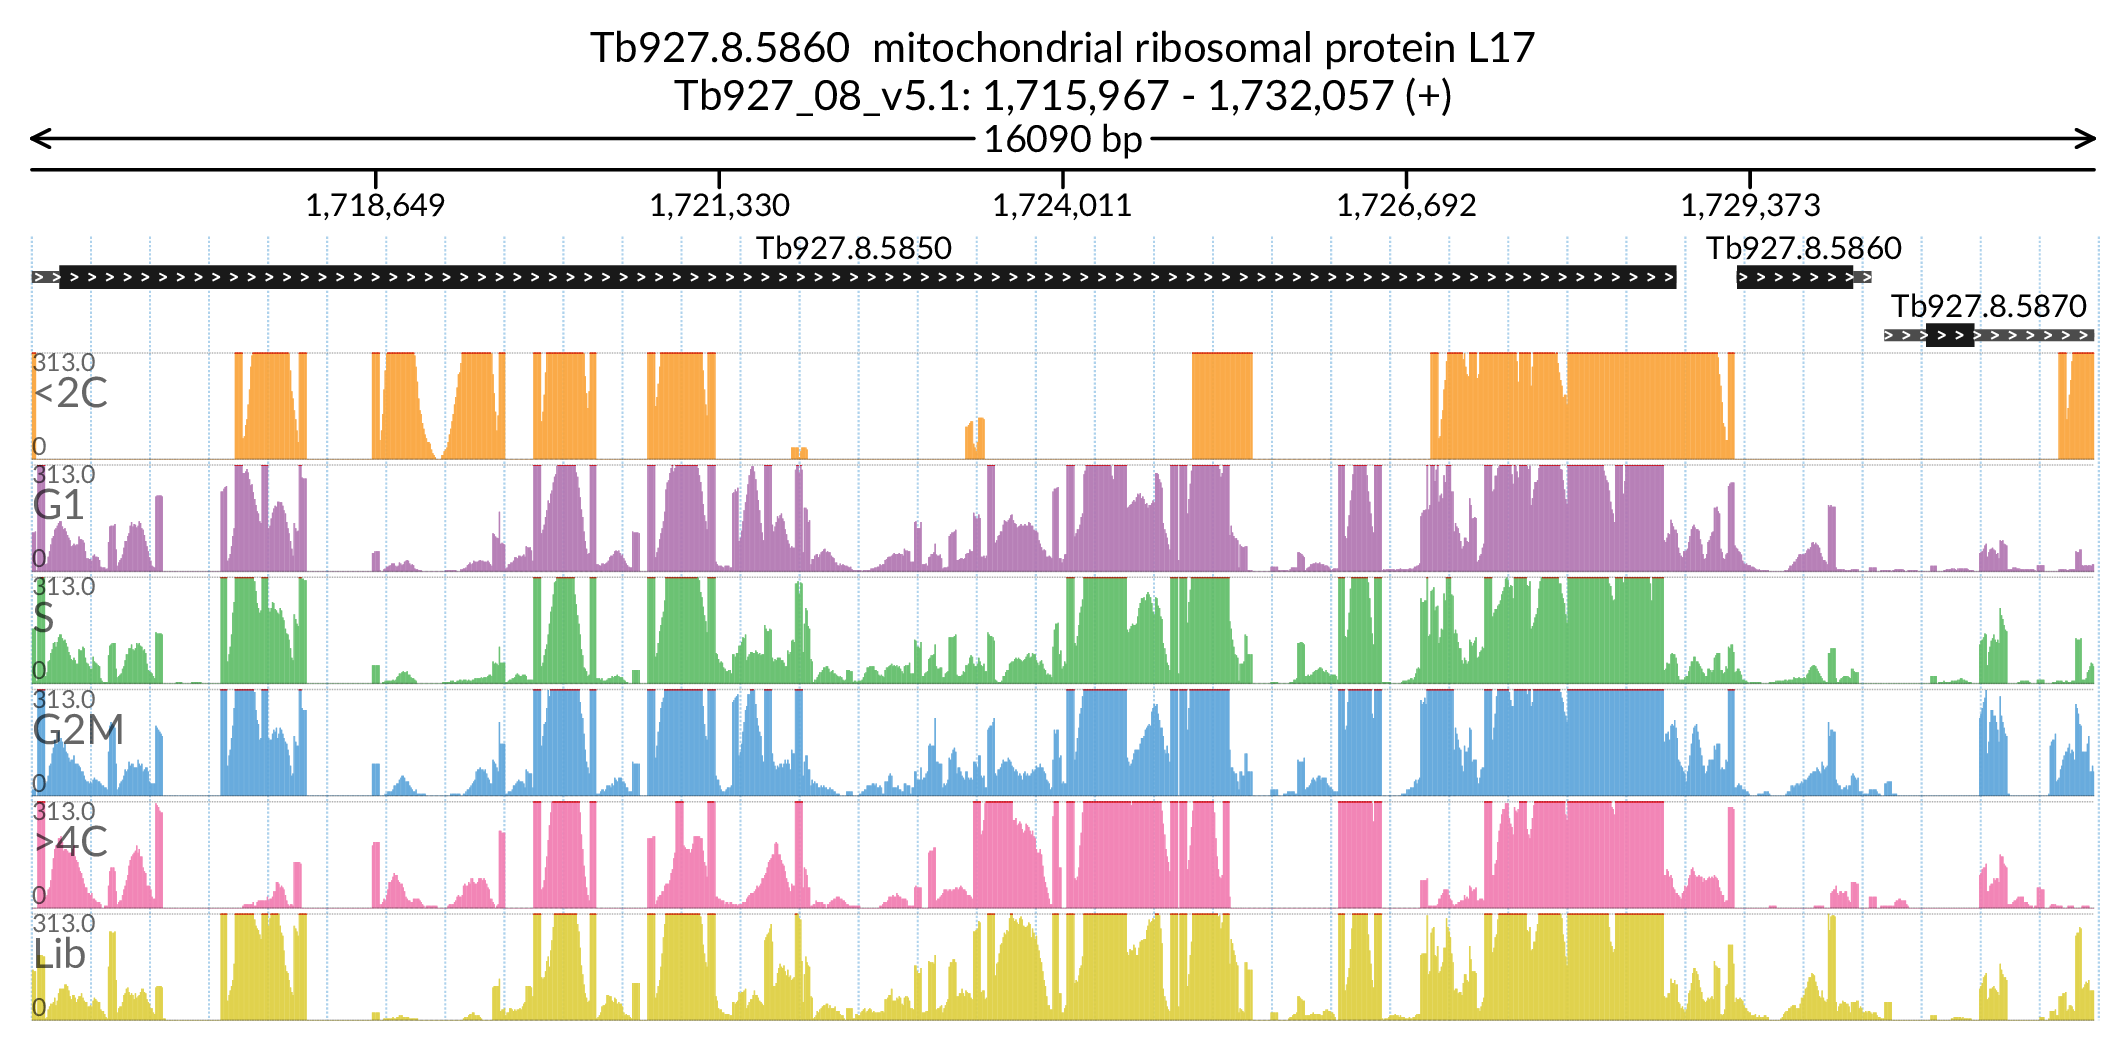 Tb927.8.5860 mitochondrial ribosomal protein L17
Tb927_08_v5.1: 1,715,967 - 1,732,057 (+)
16090 bp
1,718,649 1,721,330 1,724,011 1,726,692 1,729,373
Tb927.8.5850 Tb927.8.5860
Tb927.8.5870
313.0
<2C
0
313.0
G1
0
313.0
S
0
313.0
G2M
0
313.0
>4C
0
313.0
Lib
0